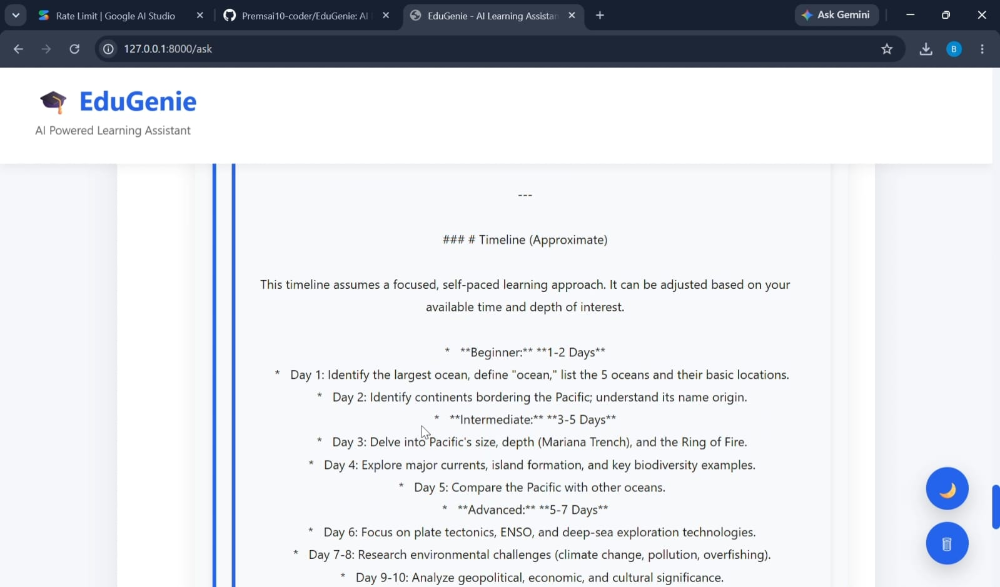 Rate Limit | Google AI Studio
Premsai10-coder/EduGenie: AI
EduGenie - AI Learning Assistan
Ask Gemini
127.0.0.1:8000/ask
B
EduGenie
AI Powered Learning Assistant
---
### # Timeline (Approximate)
This timeline assumes a focused, self-paced learning approach. It can be adjusted based on your
available time and depth of interest.
* **Beginner:** **1-2 Days**
* Day 1: Identify the largest ocean, define "ocean," list the 5 oceans and their basic locations.
* Day 2: Identify continents bordering the Pacific; understand its name origin.
* **Intermediate:** **3-5 Days**
* Day 3: Delve into Pacific's size, depth (Mariana Trench), and the Ring of Fire.
* Day 4: Explore major currents, island formation, and key biodiversity examples.
* Day 5: Compare the Pacific with other oceans.
* **Advanced:** **5-7 Days**
* Day 6: Focus on plate tectonics, ENSO, and deep-sea exploration technologies.
* Day 7-8: Research environmental challenges (climate change, pollution, overfishing).
* Day 9-10: Analyze geopolitical, economic, and cultural significance.